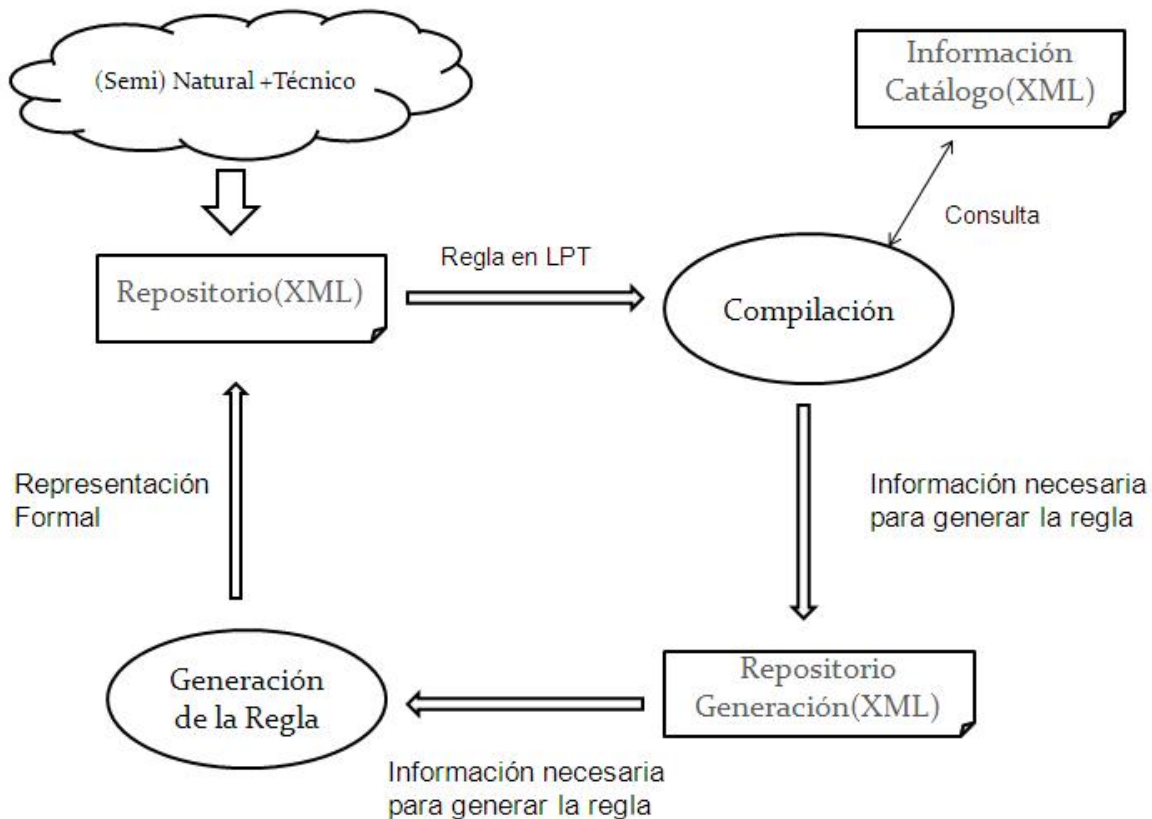 (Semi) Natural +Técnico
Información
Catálogo(XML)
Consulta
Regla en LPT
Repositorio(XML)
Compilación
Representación
Formal
Información necesaria
para generar la regla
Generación
de la Regla
Repositorio
Generación(XML)
Información necesaria
para generar la regla